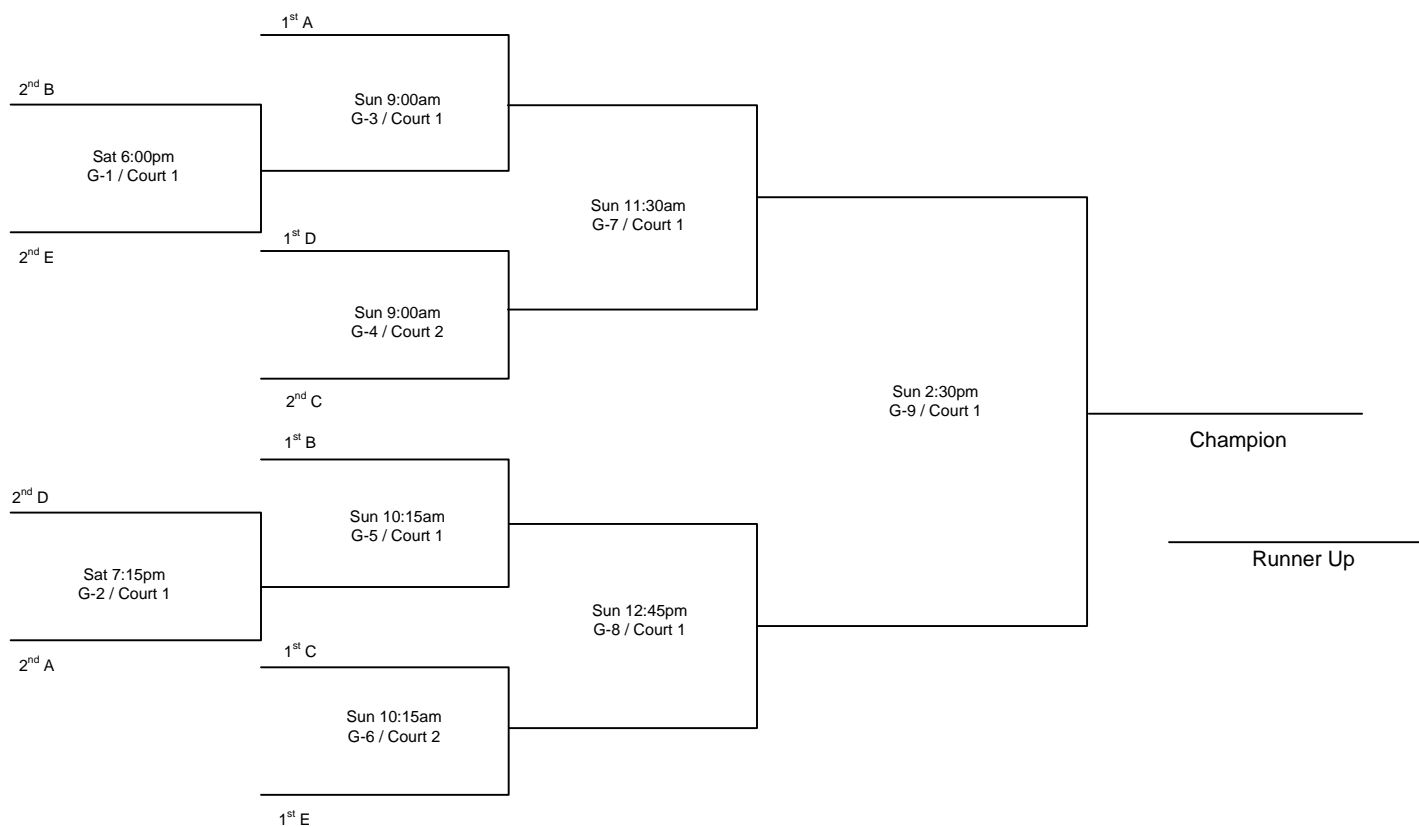 1st A
2nd B
Sun 9:00am
G-3 / Court 1
Sat 6:00pm
G-1 / Court 1
Sun 11:30am
G-7 / Court 1
1st D
2nd E
Sun 9:00am
G-4 / Court 2
2nd C
Sun 2:30pm
G-9 / Court 1
Champion
1st B
2nd D
Sun 10:15am
G-5 / Court 1
Runner Up
Sat 7:15pm
G-2 / Court 1
Sun 12:45pm
G-8 / Court 1
1st C
2nd A
Sun 10:15am
G-6 / Court 2
1st E